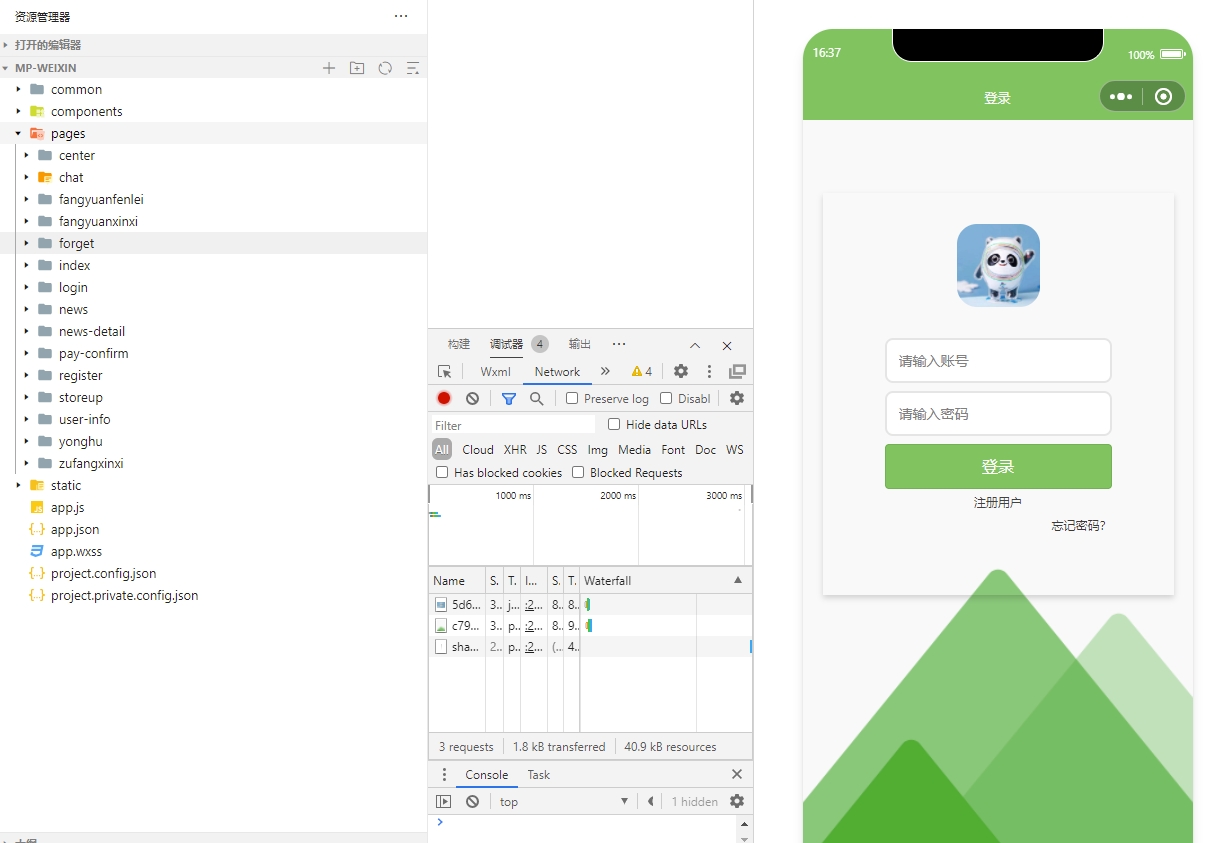 资源管理器
打开的编辑器
MP-WEIXIN
common
components
pages
center
chat
fangyuanfenlei
fangyuanxinxi
forget
index
login
news
news-detail
pay-confirm
register
storeup
user-info
yonghu
zufangxinxi
static
app.js
app.json
app.wxss
project.config.json
project.private.config.json
构建 调试器 4 输出
Wxml Network 4
Preserve log Disabl
Filter Hide data URLs
All Cloud XHR JS CSS Img Media Font Doc WS
Has blocked cookies Blocked Requests
1000 ms 2000 ms 3000 ms
Name S. T. I... S. T. Waterfall
5d6... 3.. j... :2... 8.. 8..
c79... 3.. p.. :2... 8.. 9..
sha... 2.. p.. :2... (... 4..
3 requests 1.8 kB transferred 40.9 kB resources
Console Task
top 1 hidden
16:37 100%
登录
请输入账号
请输入密码
登录
注册用户
忘记密码?